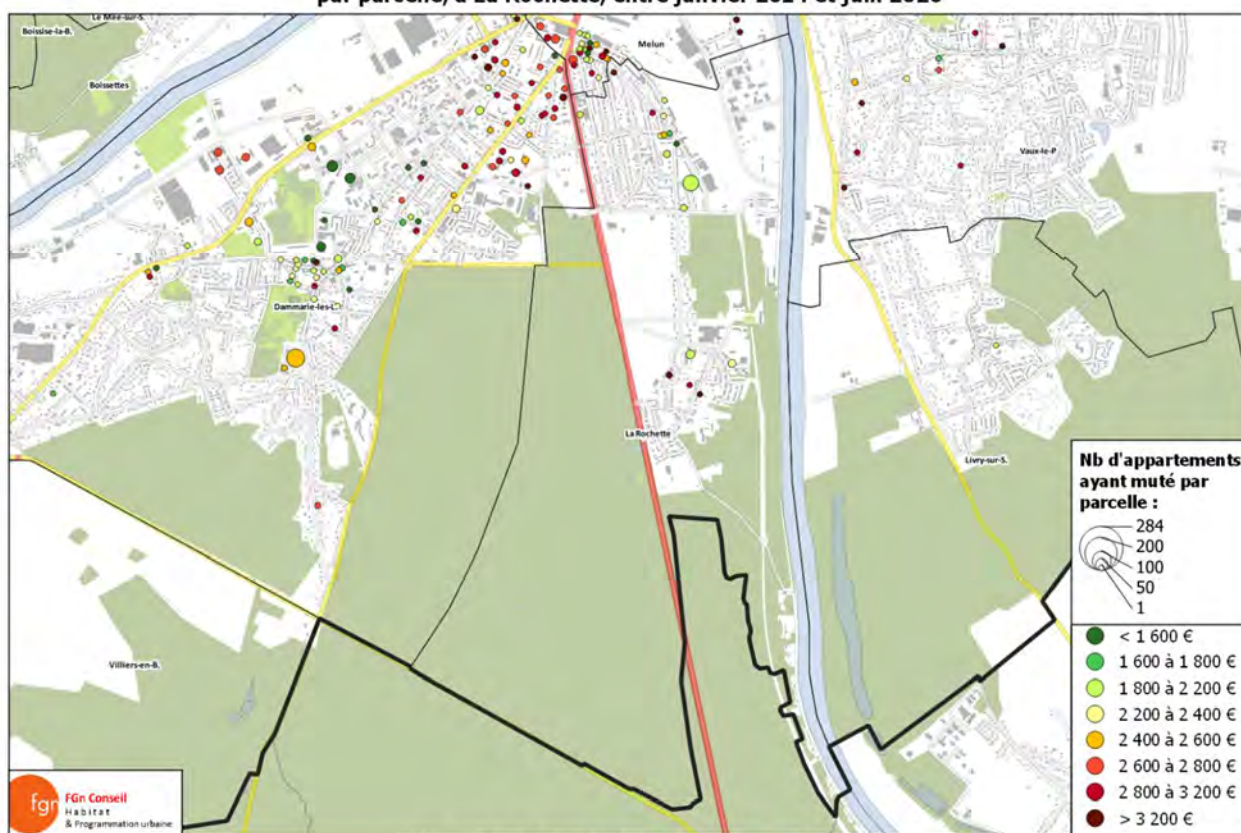 par parcelle, à La Rochette, entre janvier 2014 et juin 2020
Le Mée-sur-S.
Boissise-la-B.
Melun
Boissettes
Vaux-le-P
Dammarie-les-L.
La Rochette
Livry-sur-S.
Villiers-en-B.
Nb d'appartements
ayant muté par
parcelle :
284
200
100
50
1
< 1 600 €
1 600 à 1 800 €
1 800 à 2 200 €
2 200 à 2 400 €
2 400 à 2 600 €
2 600 à 2 800 €
2 800 à 3 200 €
> 3 200 €
fgn
FGn Conseil
Habitat
& Programmation urbaine